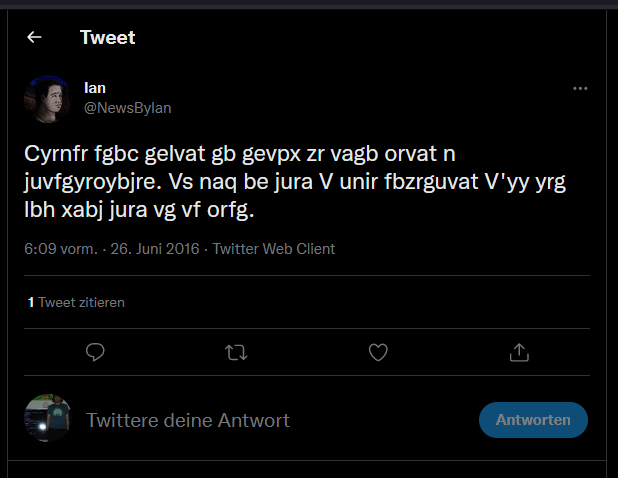 Tweet
Ian
@NewsByIan
Cyrnfr fgbc gelvat gb gevpx zr vagb orvat n
juvfgyroybjre. Vs naq be jura V unir fbzrguvat V'yy yrg
lbh xabj jura vg vf orfg.
6:09 vorm. · 26. Juni 2016 · Twitter Web Client
1 Tweet zitieren
Twittere deine Antwort
Antworten